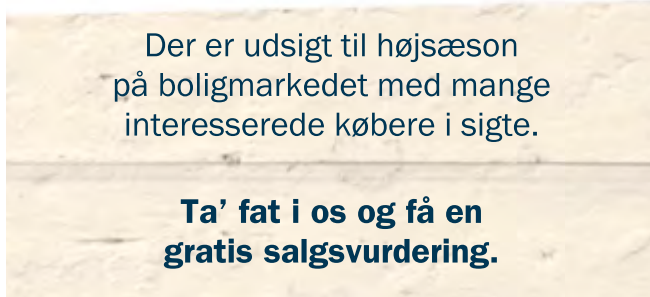 Der er udsigt til højsæson
på boligmarkedet med mange
interesserede købere i sigte.
Ta’ fat i os og få en
gratis salgsvurdering.